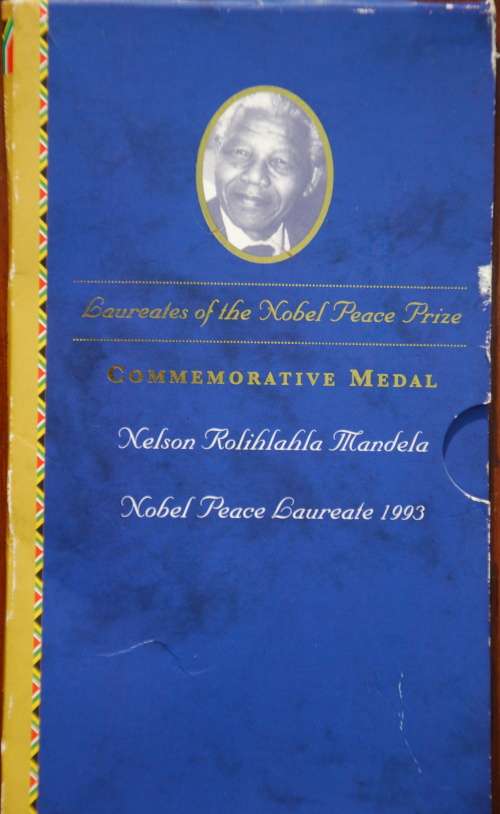 Laureates of the Nobel Peace Prize
COMMEMORATIVE MEDAL
Nelson Rolihlahla Mandela
Nobel Peace Laureate 1993